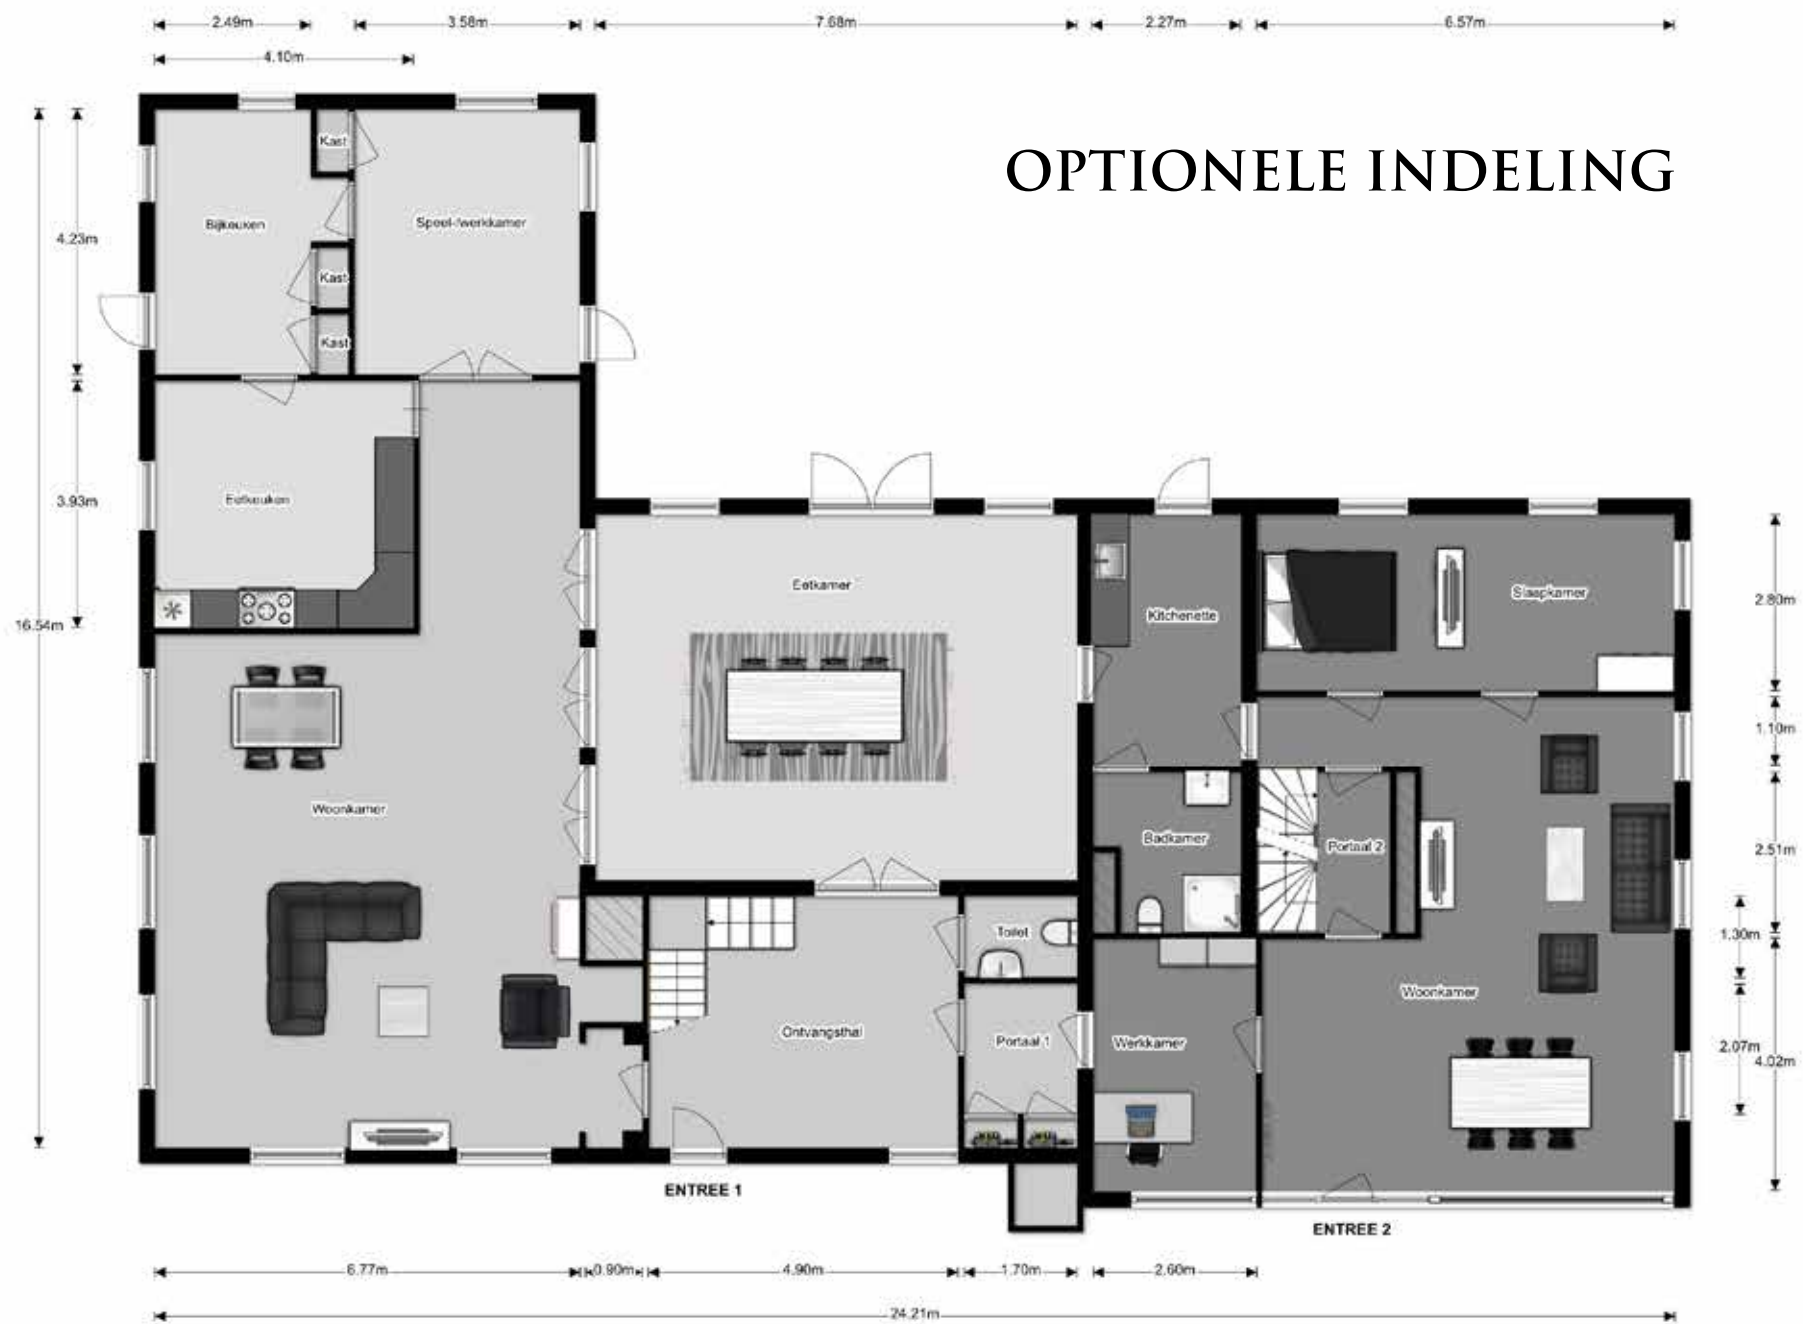 2.49m
3.58m
7.68m
2.27m
6.57m
4.10m
OPTIONELE INDELING
Kast
Bijkeuken
Speel-/werkkamer
4.23m
Kast
Kast
3.93m
Eetkeuken
Eetkamer
Kitchenette
Slaapkamer
2.80m
16.54m
1.10m
Woonkamer
Badkamer
Portaal 2
2.51m
Toilet
1.30m
Woonkamer
Ontvangsthal
Portaal 1
Werkkamer
2.07m
4.02m
ENTREE 1
ENTREE 2
6.77m
0.90m
4.90m
1.70m
2.60m
24.21m